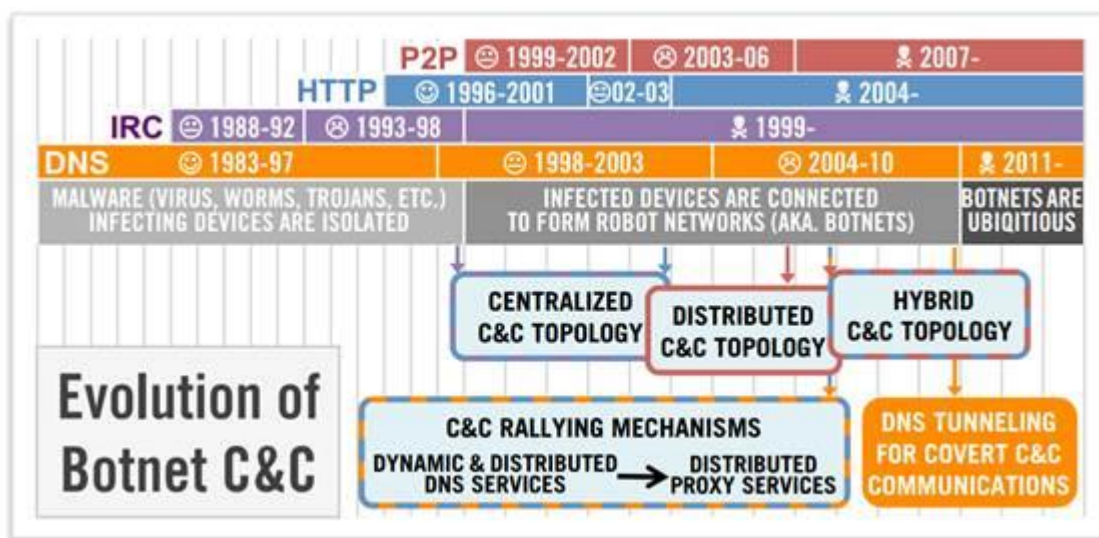 P2P 1999-2002 2003-06 2007-
HTTP 1996-2001 02-03 2004-
IRC 1988-92 1993-98 1999-
DNS 1983-97 1998-2003 2004-10 2011-
MALWARE (VIRUS, WORMS, TROJANS, ETC.)
INFECTING DEVICES ARE ISOLATED
INFECTED DEVICES ARE CONNECTED
TO FORM ROBOT NETWORKS (AKA. BOTNETS)
BOTNETS ARE
UBIQITIOUS
CENTRALIZED
C&C TOPOLOGY
DISTRIBUTED
C&C TOPOLOGY
HYBRID
C&C TOPOLOGY
Evolution of
Botnet C&C
C&C RALLYING MECHANISMS
DYNAMIC & DISTRIBUTED
DNS SERVICES
DISTRIBUTED
PROXY SERVICES
DNS TUNNELING
FOR COVERT C&C
COMMUNICATIONS